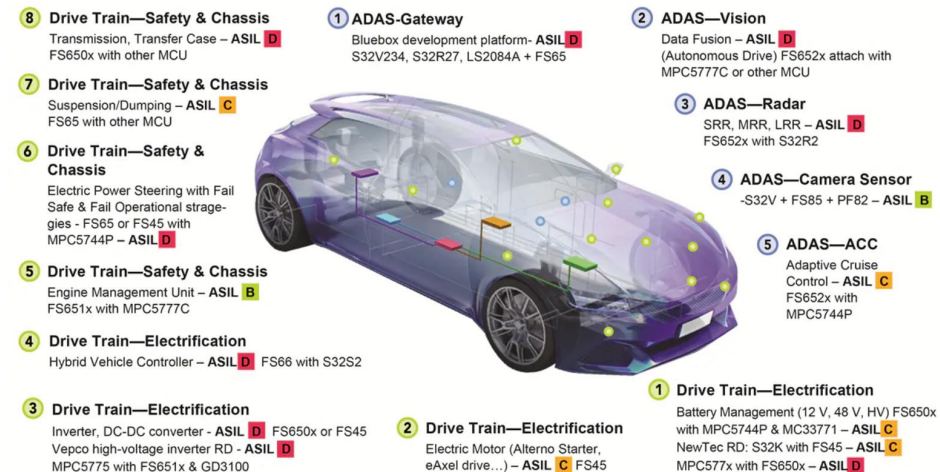 8 Drive Train—Safety & Chassis
Transmission, Transfer Case – ASIL D
FS650x with other MCU
7 Drive Train—Safety & Chassis
Suspension/Dumping – ASIL C
FS65 with other MCU
6 Drive Train—Safety &
Chassis
Electric Power Steering with Fail
Safe & Fail Operational strage-
gies - FS65 or FS45 with
MPC5744P – ASIL D
5 Drive Train—Safety & Chassis
Engine Management Unit – ASIL B
FS651x with MPC5777C
4 Drive Train—Electrification
Hybrid Vehicle Controller – ASIL D FS66 with S32S2
3 Drive Train—Electrification
Inverter, DC-DC converter - ASIL D FS650x or FS45
Vepco high-voltage inverter RD - ASIL D
MPC5775 with FS651x & GD3100
1 ADAS-Gateway
Bluebox development platform- ASIL D
S32V234, S32R27, LS2084A + FS65
2 ADAS—Vision
Data Fusion – ASIL D
(Autonomous Drive) FS652x attach with
MPC5777C or other MCU
3 ADAS—Radar
SRR, MRR, LRR – ASIL D
FS652x with S32R2
4 ADAS—Camera Sensor
-S32V + FS85 + PF82 – ASIL B
5 ADAS—ACC
Adaptive Cruise
Control – ASIL C
FS652x with
MPC5744P
2 Drive Train—Electrification
Electric Motor (Alterno Starter,
eAxel drive...) – ASIL C FS45
1 Drive Train—Electrification
Battery Management (12 V, 48 V, HV) FS650x
with MPC5744P & MC33771 – ASIL C
NewTec RD: S32K with FS45 – ASIL C
MPC577x with FS650x – ASIL D